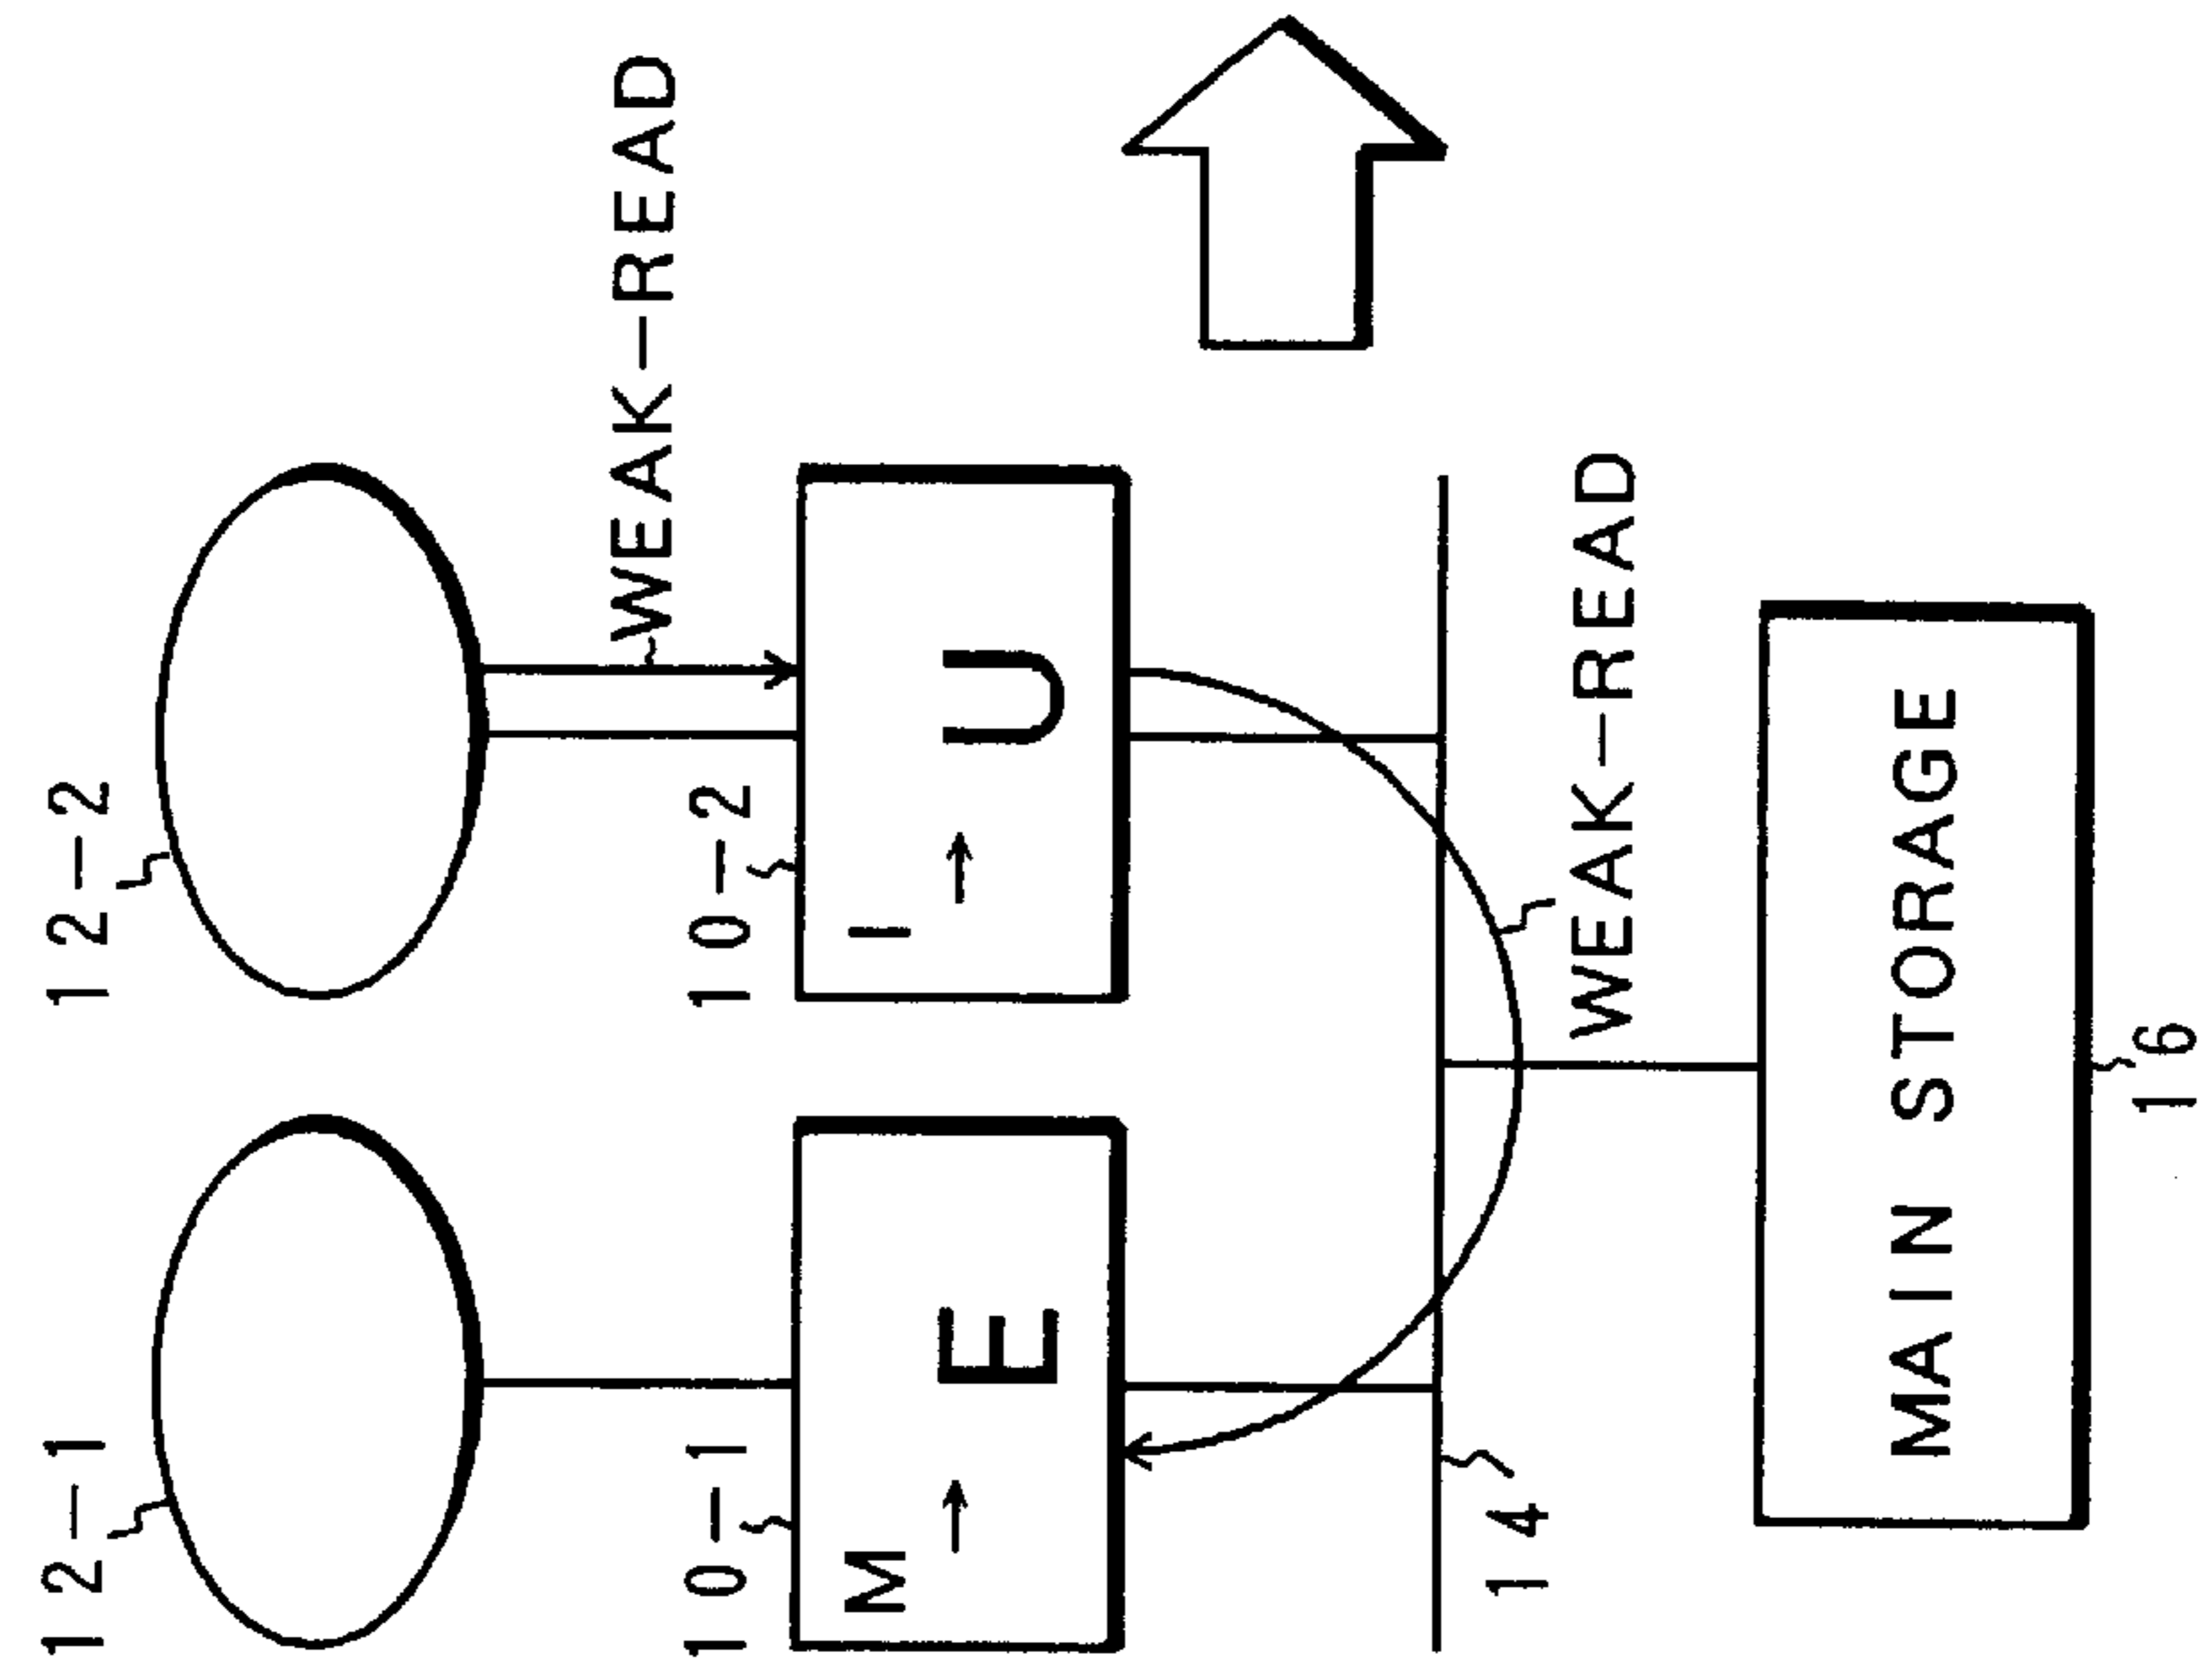 12-1
12-2
WEAK-READ
10-1
10-2
M
→ E
I
→ U
14
WEAK-READ
MAIN STORAGE
16